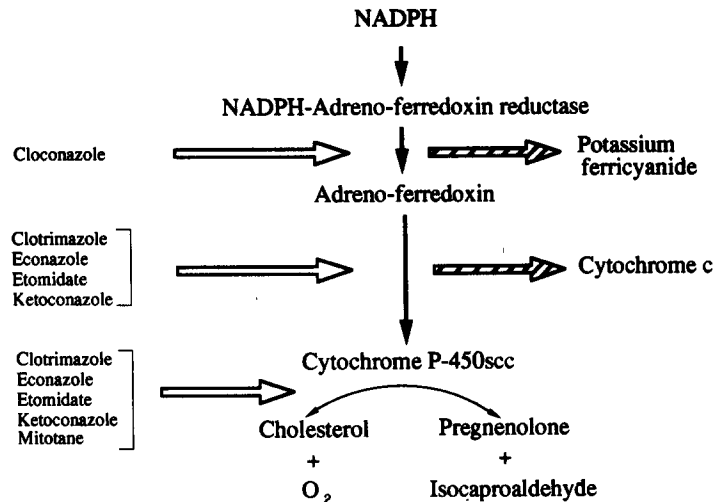 NADPH
NADPH-Adreno-ferredoxin reductase
Cloconazole
Potassium
ferricyanide
Adreno-ferredoxin
Clotrimazole
Econazole
Etomidate
Ketoconazole
Cytochrome c
Cytochrome P-450scc
Clotrimazole
Econazole
Etomidate
Ketoconazole
Mitotane
Cholesterol
+
O2
Pregnenolone
+
Isocaproaldehyde